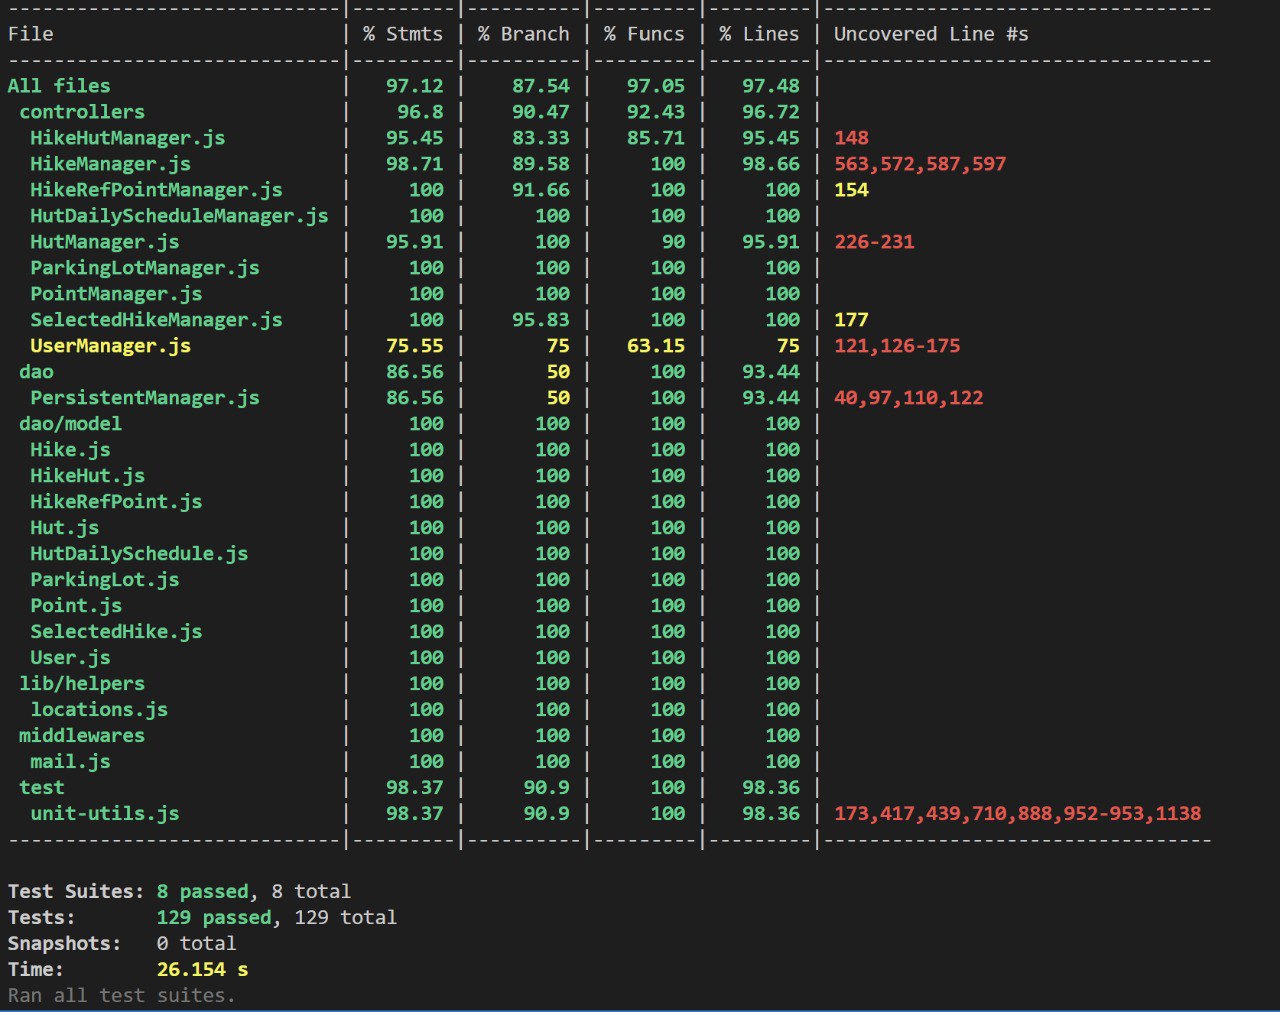 ----------------------------|---------|----------|---------|---------|----------------------------------
File                        | % Stmts | % Branch | % Funcs | % Lines | Uncovered Line #s
----------------------------|---------|----------|---------|---------|----------------------------------
All files                   |   97.12 |    87.54 |   97.05 |   97.48 |
 controllers                |    96.8 |    90.47 |   92.43 |   96.72 |
  HikeHutManager.js         |   95.45 |    83.33 |   85.71 |   95.45 | 148
  HikeManager.js            |   98.71 |    89.58 |     100 |   98.66 | 563,572,587,597
  HikeRefPointManager.js    |     100 |    91.66 |     100 |     100 | 154
  HutDailyScheduleManager.js |     100 |      100 |     100 |     100 |
  HutManager.js             |   95.91 |      100 |      90 |   95.91 | 226-231
  ParkingLotManager.js      |     100 |      100 |     100 |     100 |
  PointManager.js           |     100 |      100 |     100 |     100 |
  SelectedHikeManager.js    |     100 |    95.83 |     100 |     100 | 177
  UserManager.js            |   75.55 |       75 |   63.15 |      75 | 121,126-175
 dao                        |   86.56 |       50 |     100 |   93.44 |
  PersistentManager.js      |   86.56 |       50 |     100 |   93.44 | 40,97,110,122
 dao/model                  |     100 |      100 |     100 |     100 |
  Hike.js                   |     100 |      100 |     100 |     100 |
  HikeHut.js                |     100 |      100 |     100 |     100 |
  HikeRefPoint.js           |     100 |      100 |     100 |     100 |
  Hut.js                    |     100 |      100 |     100 |     100 |
  HutDailySchedule.js       |     100 |      100 |     100 |     100 |
  ParkingLot.js             |     100 |      100 |     100 |     100 |
  Point.js                  |     100 |      100 |     100 |     100 |
  SelectedHike.js           |     100 |      100 |     100 |     100 |
  User.js                   |     100 |      100 |     100 |     100 |
 lib/helpers                |     100 |      100 |     100 |     100 |
  locations.js              |     100 |      100 |     100 |     100 |
 middlewares                |     100 |      100 |     100 |     100 |
  mail.js                   |     100 |      100 |     100 |     100 |
 test                       |   98.37 |     90.9 |     100 |   98.36 |
  unit-utils.js             |   98.37 |     90.9 |     100 |   98.36 | 173,417,439,710,888,952-953,1138
----------------------------|---------|----------|---------|---------|----------------------------------
Test Suites: 8 passed, 8 total
Tests:       129 passed, 129 total
Snapshots:   0 total
Time:        26.154 s
Ran all test suites.